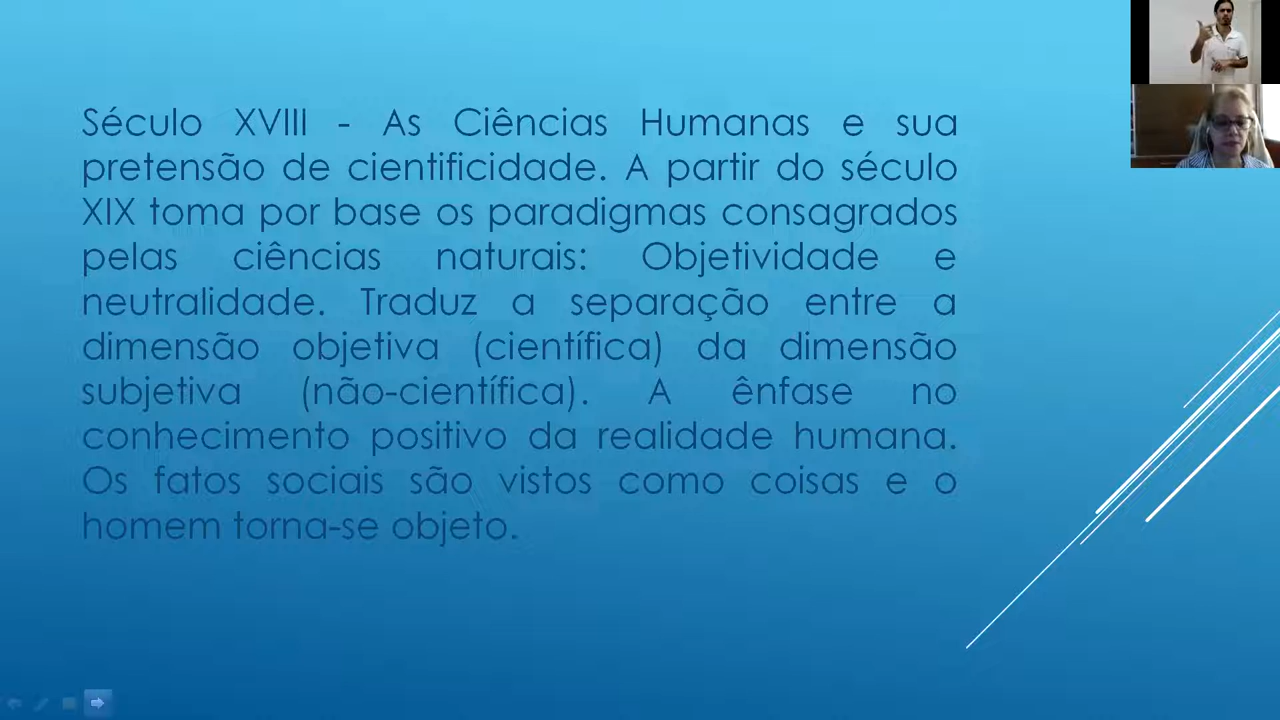 Século XVIII - As Ciências Humanas e sua
pretensão de cientificidade. A partir do século
XIX toma por base os paradigmas consagrados
pelas ciências naturais: Objetividade e
neutralidade. Traduz a separação entre a
dimensão objetiva (científica) da dimensão
subjetiva (não-científica). A ênfase no
conhecimento positivo da realidade humana.
Os fatos sociais são vistos como coisas e o
homem torna-se objeto.